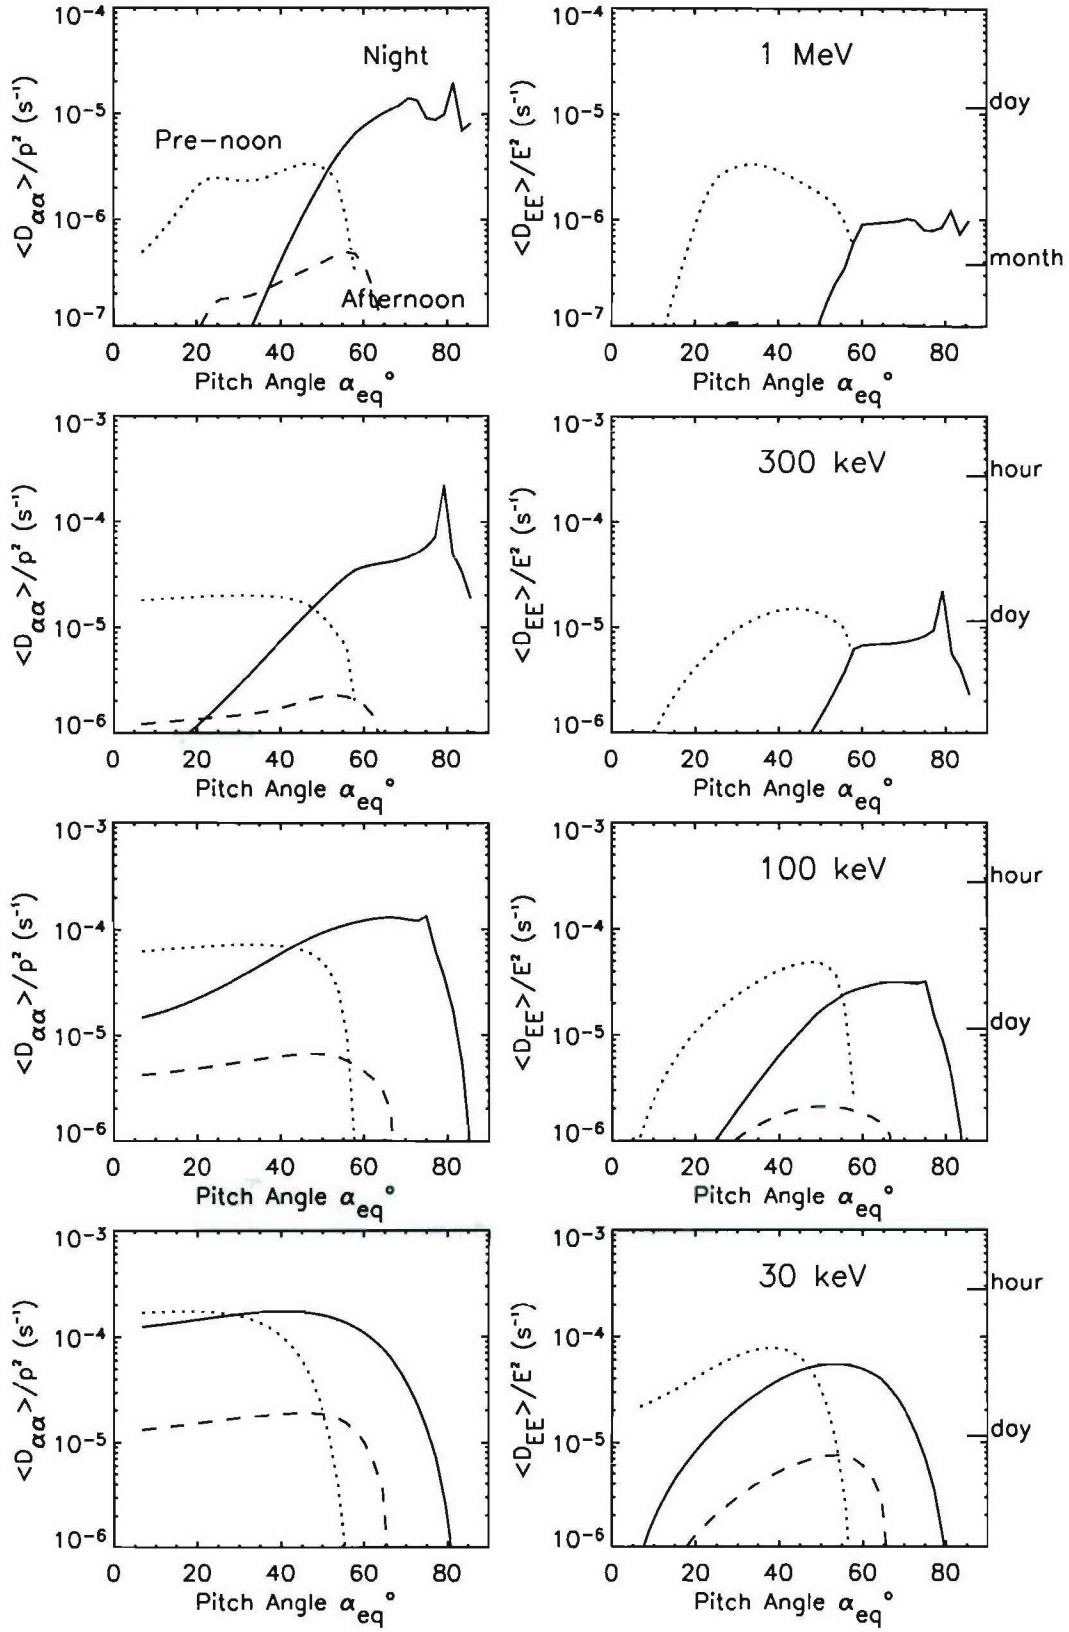 10⁻⁴ 10⁻⁵ 10⁻⁶ 10⁻⁷
<D_αα>/p² (s⁻¹)
Night
Pre-noon
Afternoon
0 20 40 60 80
Pitch Angle α_eq°
10⁻⁴ 10⁻⁵ 10⁻⁶ 10⁻⁷
<D_EE>/E² (s⁻¹)
1 MeV
day
month
0 20 40 60 80
Pitch Angle α_eq°
10⁻³ 10⁻⁴ 10⁻⁵ 10⁻⁶
<D_αα>/p² (s⁻¹)
0 20 40 60 80
Pitch Angle α_eq°
10⁻³ 10⁻⁴ 10⁻⁵ 10⁻⁶
<D_EE>/E² (s⁻¹)
300 keV
hour
day
0 20 40 60 80
Pitch Angle α_eq°
10⁻³ 10⁻⁴ 10⁻⁵ 10⁻⁶
<D_αα>/p² (s⁻¹)
0 20 40 60 80
Pitch Angle α_eq°
10⁻³ 10⁻⁴ 10⁻⁵ 10⁻⁶
<D_EE>/E² (s⁻¹)
100 keV
hour
day
0 20 40 60 80
Pitch Angle α_eq°
10⁻³ 10⁻⁴ 10⁻⁵ 10⁻⁶
<D_αα>/p² (s⁻¹)
0 20 40 60 80
Pitch Angle α_eq°
10⁻³ 10⁻⁴ 10⁻⁵ 10⁻⁶
<D_EE>/E² (s⁻¹)
30 keV
hour
day
0 20 40 60 80
Pitch Angle α_eq°